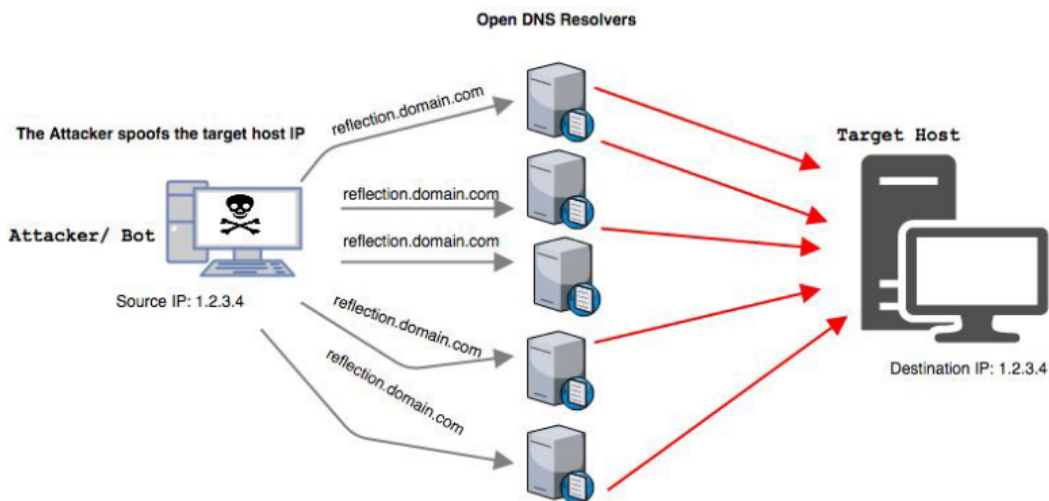 Open DNS Resolvers
The Attacker spoofs the target host IP
reflection.domain.com
Target Host
reflection.domain.com
Attacker/ Bot
reflection.domain.com
Source IP: 1.2.3.4
reflection.domain.com
reflection.domain.com
Destination IP: 1.2.3.4